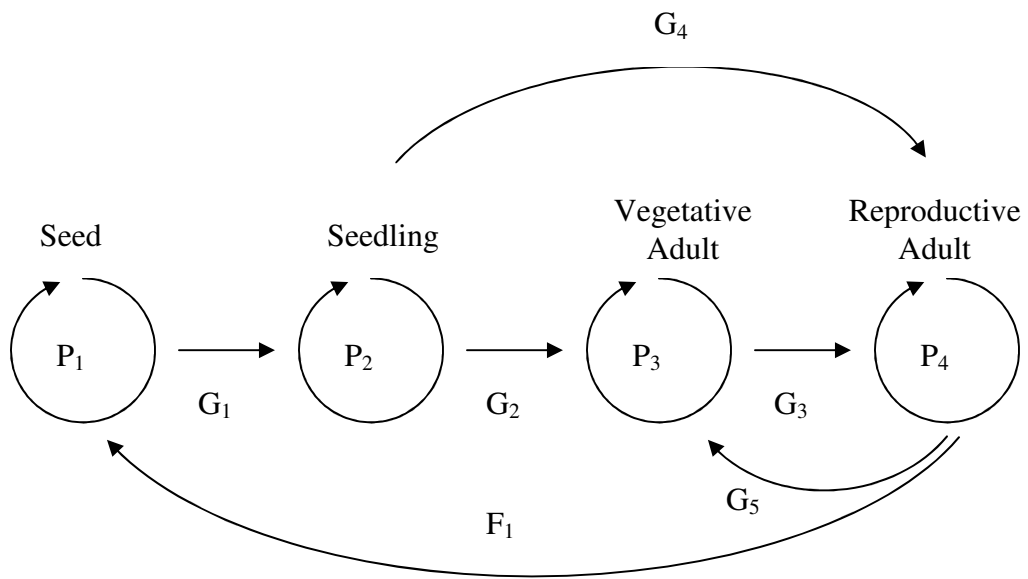 G₄
Vegetative
Adult
Reproductive
Adult
Seed
Seedling
P₁
P₂
P₃
P₄
G₁
G₂
G₃
G₅
F₁